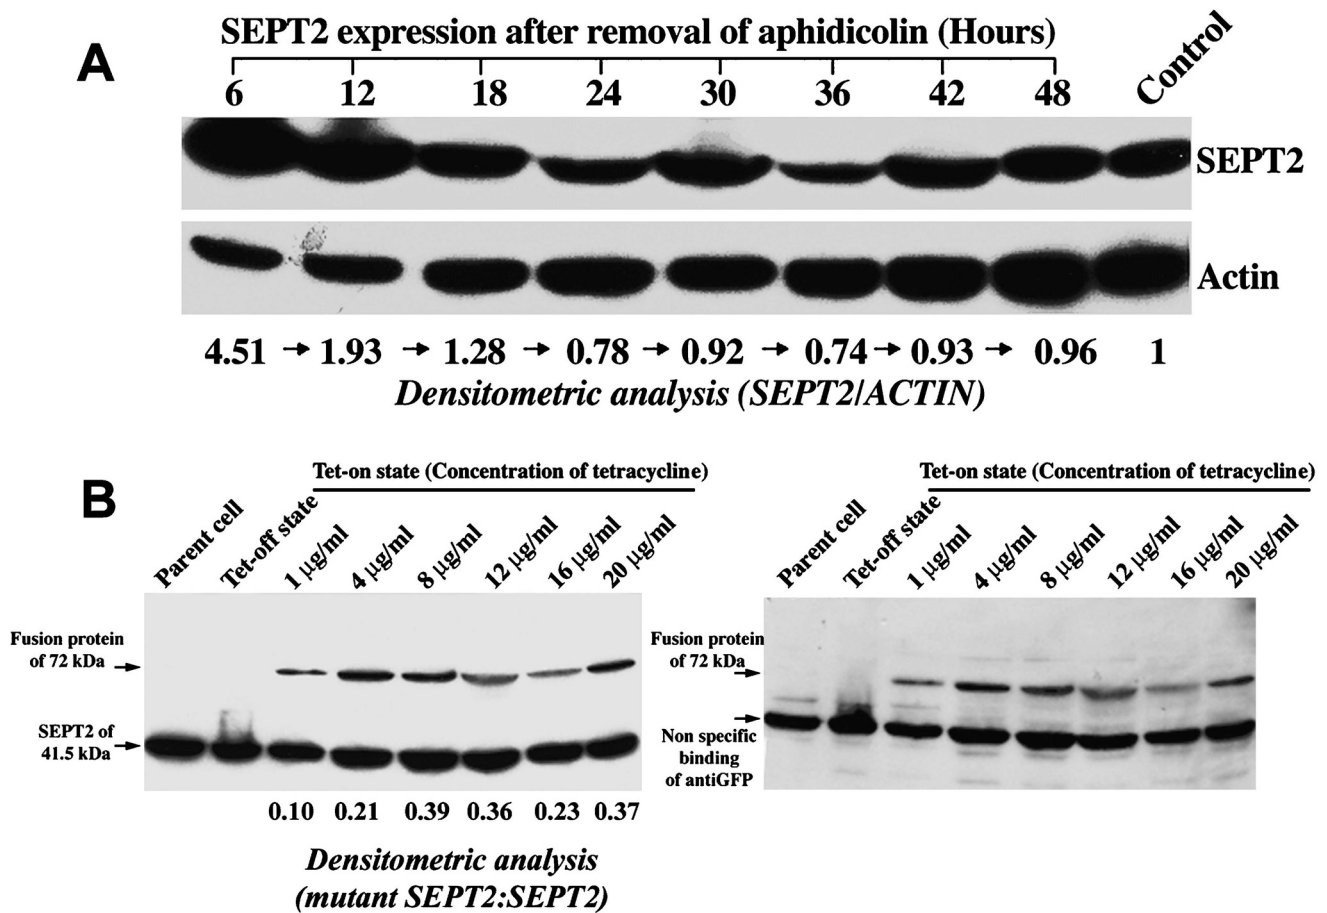 A
SEPT2 expression after removal of aphidicolin (Hours)
6 12 18 24 30 36 42 48 Control
SEPT2
Actin
4.51 → 1.93 → 1.28 → 0.78 → 0.92 → 0.74 → 0.93 → 0.96 1
Densitometric analysis (SEPT2/ACTIN)
B
Tet-on state (Concentration of tetracycline)
Parent cell
Tet-off state
1 µg/ml
4 µg/ml
8 µg/ml
12 µg/ml
16 µg/ml
20 µg/ml
Fusion protein
of 72 kDa
SEPT2 of
41.5 kDa
0.10 0.21 0.39 0.36 0.23 0.37
Densitometric analysis
(mutant SEPT2:SEPT2)
Tet-on state (Concentration of tetracycline)
Parent cell
Tet-off state
1 µg/ml
4 µg/ml
8 µg/ml
12 µg/ml
16 µg/ml
20 µg/ml
Fusion protein
of 72 kDa
Non specific
binding
of antiGFP